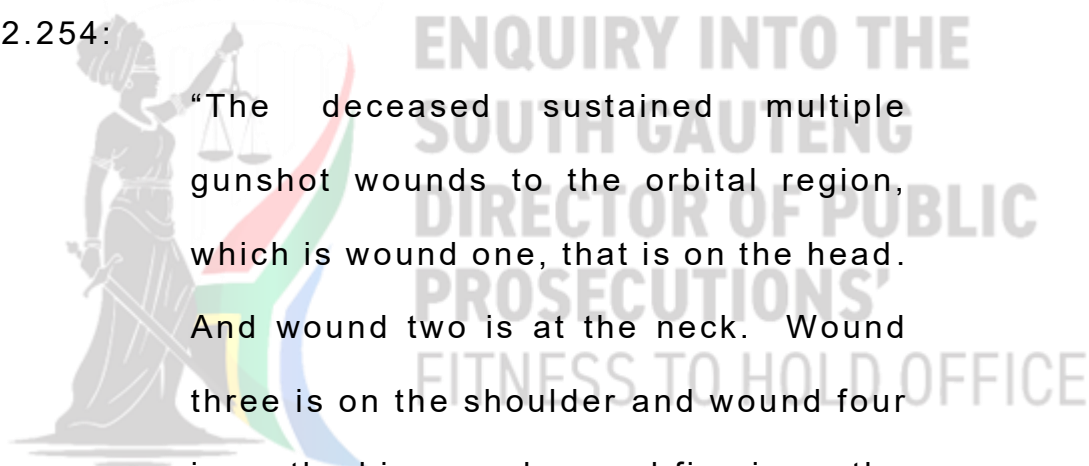 2.254:
ENQUIRY INTO THE
“The deceased sustained multiple
SOUTH GAUTENG
gunshot wounds to the orbital region,
DIRECTOR OF PUBLIC
which is wound one, that is on the head.
PROSECUTIONS’
And wound two is at the neck. Wound
FITNESS TO HOLD OFFICE
three is on the shoulder and wound four